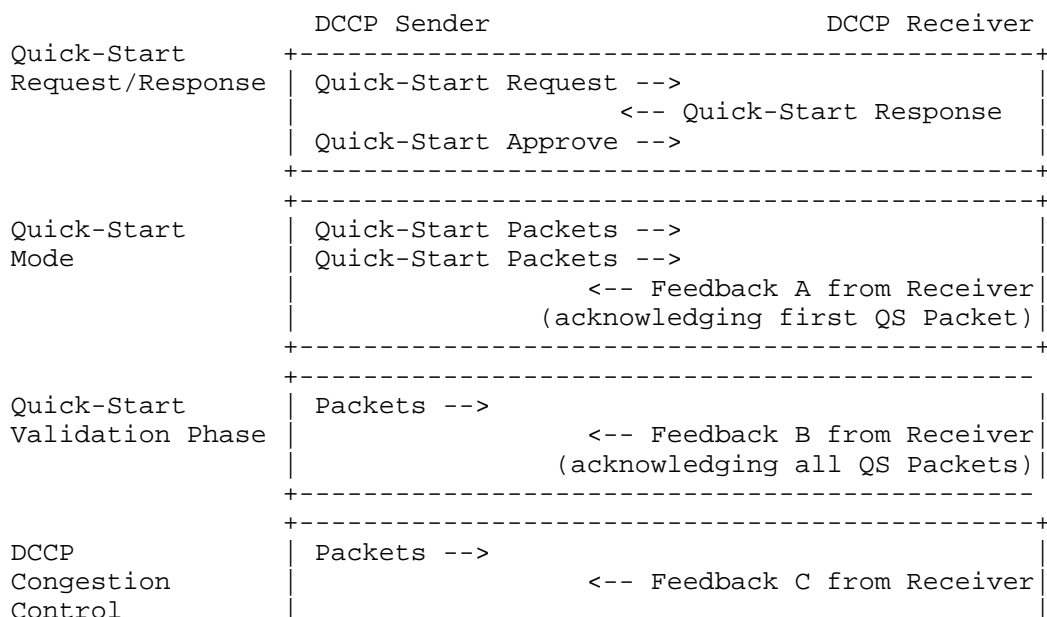 DCCP Sender                     DCCP Receiver
Quick-Start      +----------------------------------------------+
Request/Response | Quick-Start Request -->                      |
                 |                    <-- Quick-Start Response  |
                 | Quick-Start Approve -->                      |
                 +----------------------------------------------+
                 +----------------------------------------------+
Quick-Start      | Quick-Start Packets -->                      |
Mode             | Quick-Start Packets -->                      |
                 |                  <-- Feedback A from Receiver|
                 |               (acknowledging first QS Packet)|
                 +----------------------------------------------+
                 +----------------------------------------------
Quick-Start      | Packets -->                                  |
Validation Phase |                  <-- Feedback B from Receiver|
                 |                (acknowledging all QS Packets)|
                 +----------------------------------------------
                 +----------------------------------------------+
DCCP             | Packets -->                                  |
Congestion       |                  <-- Feedback C from Receiver|
Control          |                                              |